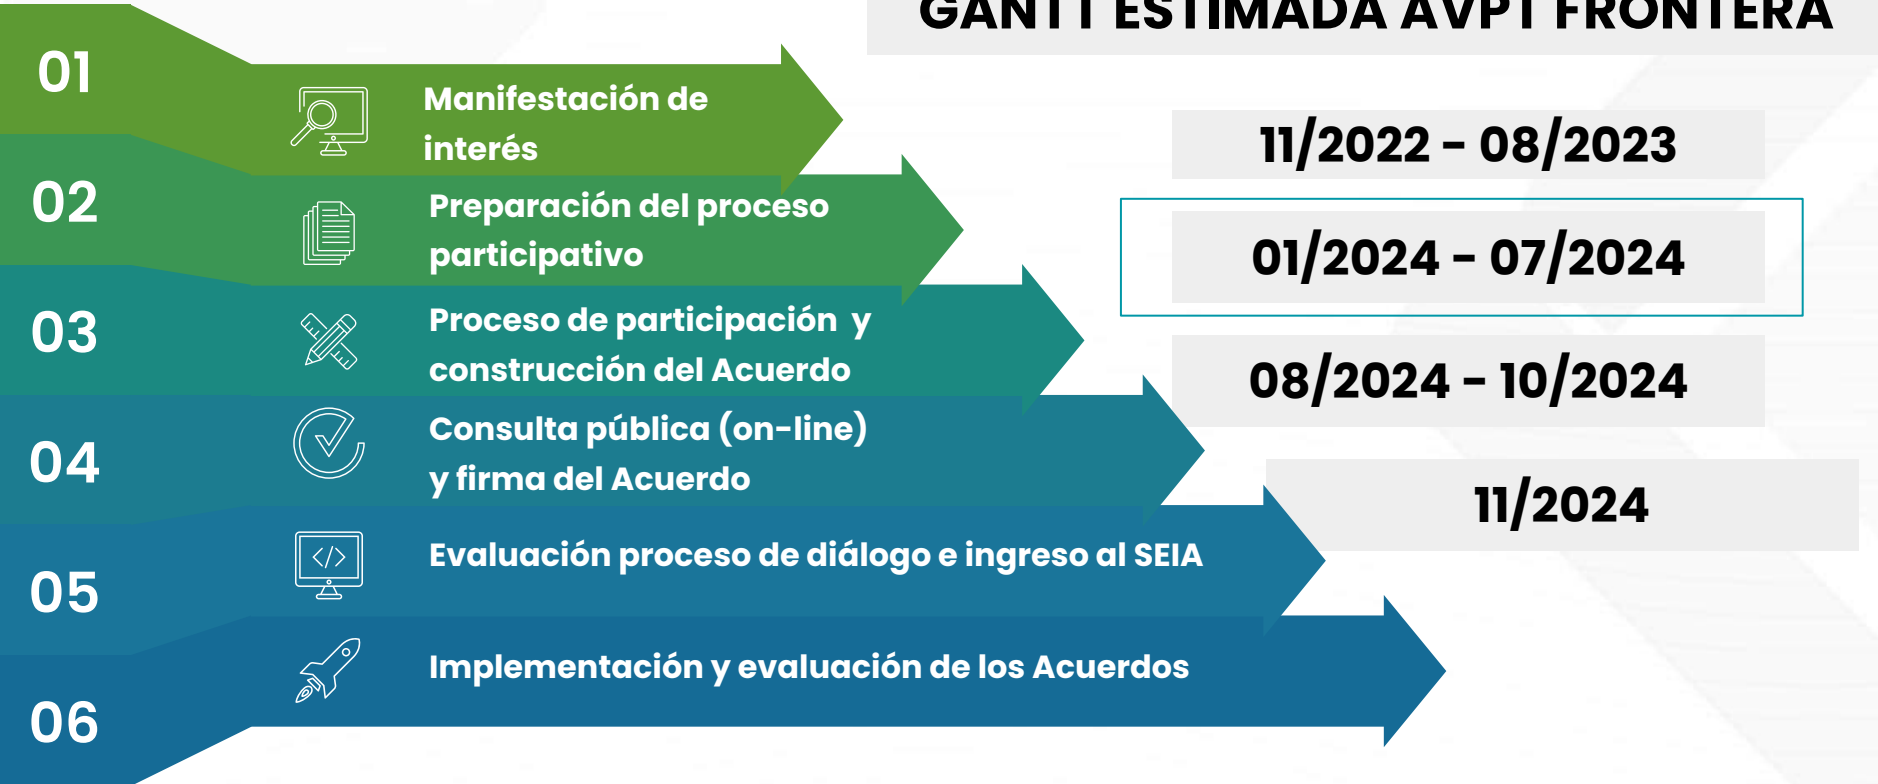 GANTT ESTIMADA AVPT FRONTERA
01
Manifestación de
interés
11/2022 - 08/2023
02
Preparación del proceso
participativo
01/2024 - 07/2024
03
Proceso de participación y
construcción del Acuerdo
08/2024 - 10/2024
04
Consulta pública (on-line)
y firma del Acuerdo
11/2024
05
Evaluación proceso de diálogo e ingreso al SEIA
</>
06
Implementación y evaluación de los Acuerdos